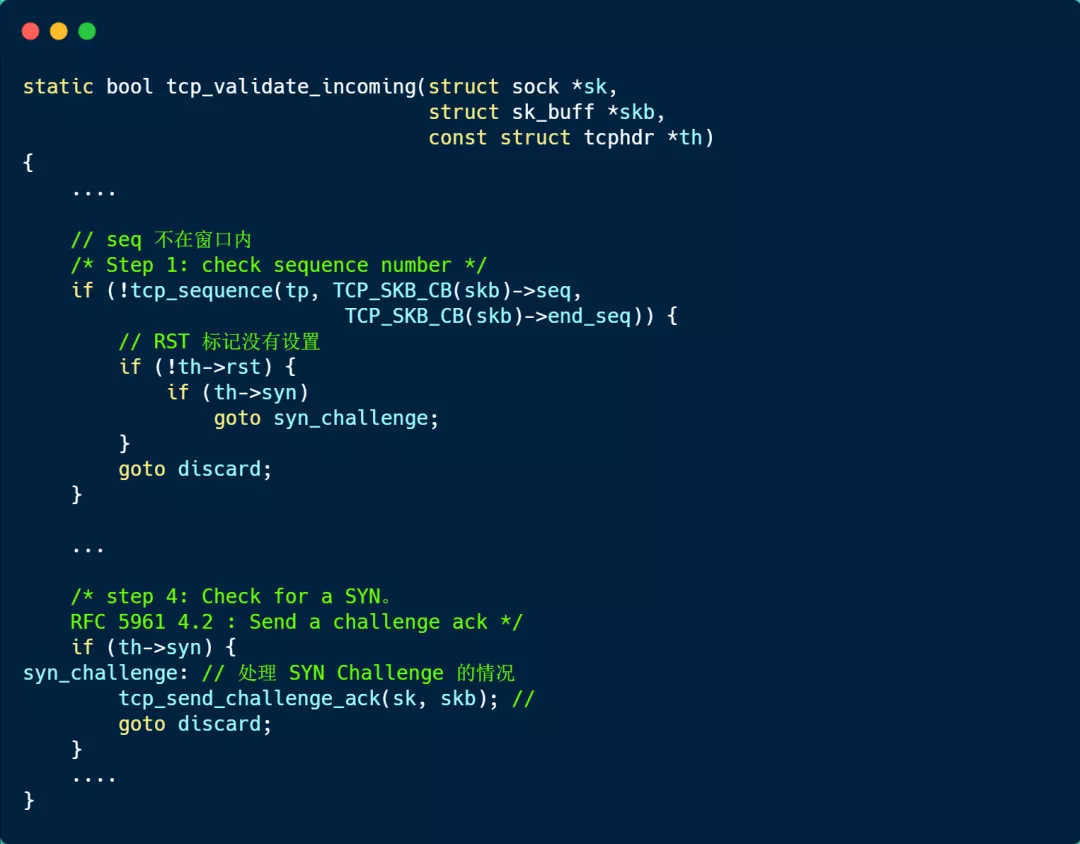 static bool tcp_validate_incoming(struct sock *sk,
                                  struct sk_buff *skb,
                                  const struct tcphdr *th)
{
    ....

    // seq 不在窗口内
    /* Step 1: check sequence number */
    if (!tcp_sequence(tp, TCP_SKB_CB(skb)->seq,
                           TCP_SKB_CB(skb)->end_seq)) {
        // RST 标记没有设置
        if (!th->rst) {
            if (th->syn)
                goto syn_challenge;
        }
        goto discard;
    }

    ...

    /* step 4: Check for a SYN。
    RFC 5961 4.2 : Send a challenge ack */
    if (th->syn) {
syn_challenge: // 处理 SYN Challenge 的情况
        tcp_send_challenge_ack(sk, skb); //
        goto discard;
    }
    ....
}